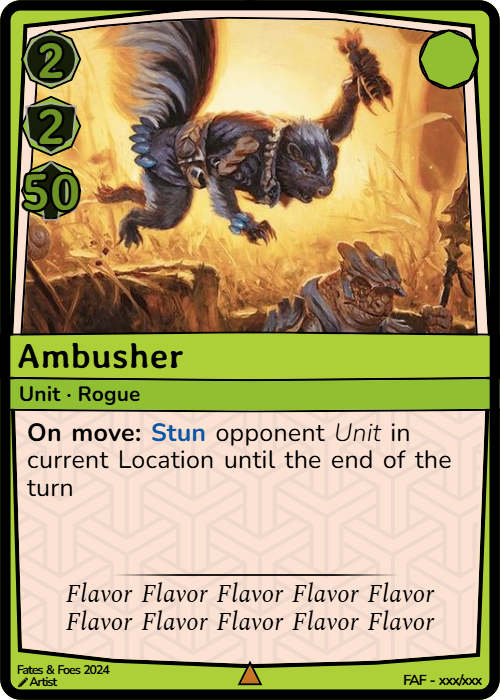 2
2
50
Ambusher
Unit · Rogue
On move: Stun opponent Unit in
current Location until the end of the
turn
Flavor Flavor Flavor Flavor Flavor
Flavor Flavor Flavor Flavor Flavor
Fates & Foes 2024
Artist
FAF - xxx/xxx